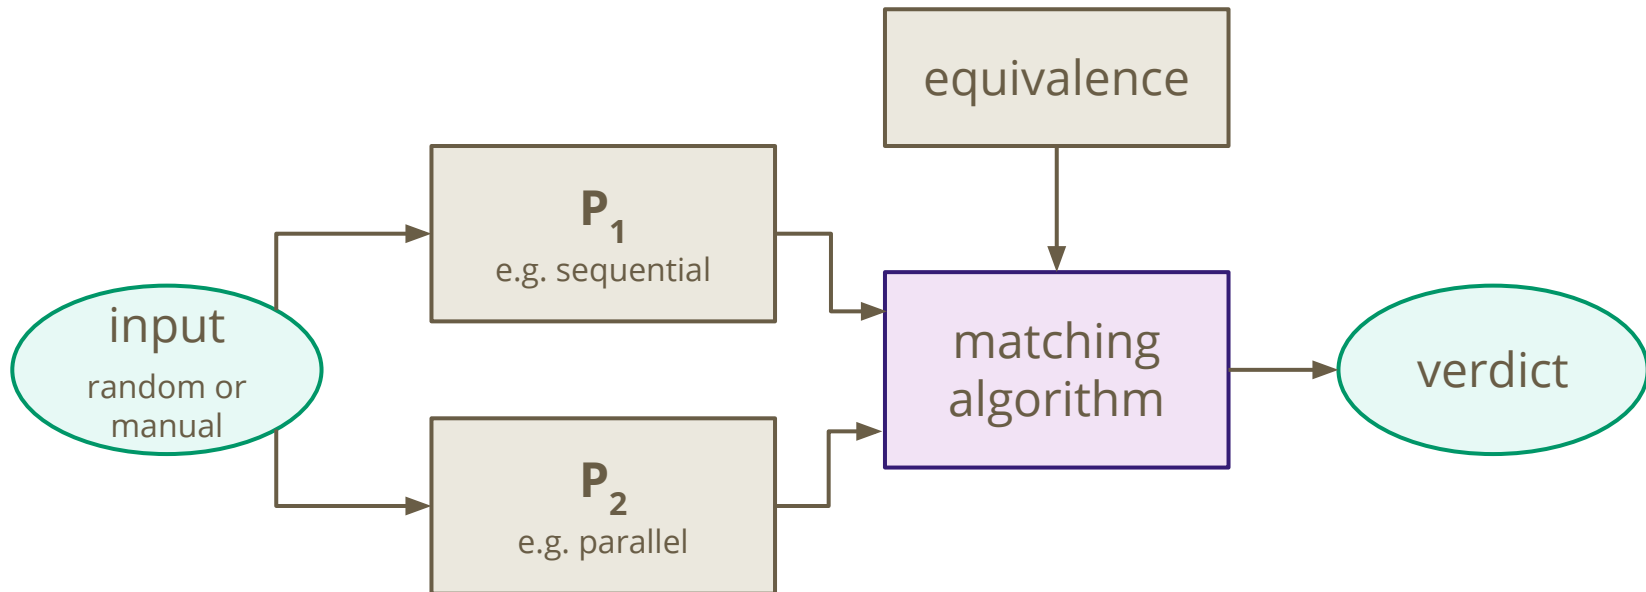 input
random or
manual
P1
e.g. sequential
P2
e.g. parallel
equivalence
matching
algorithm
verdict